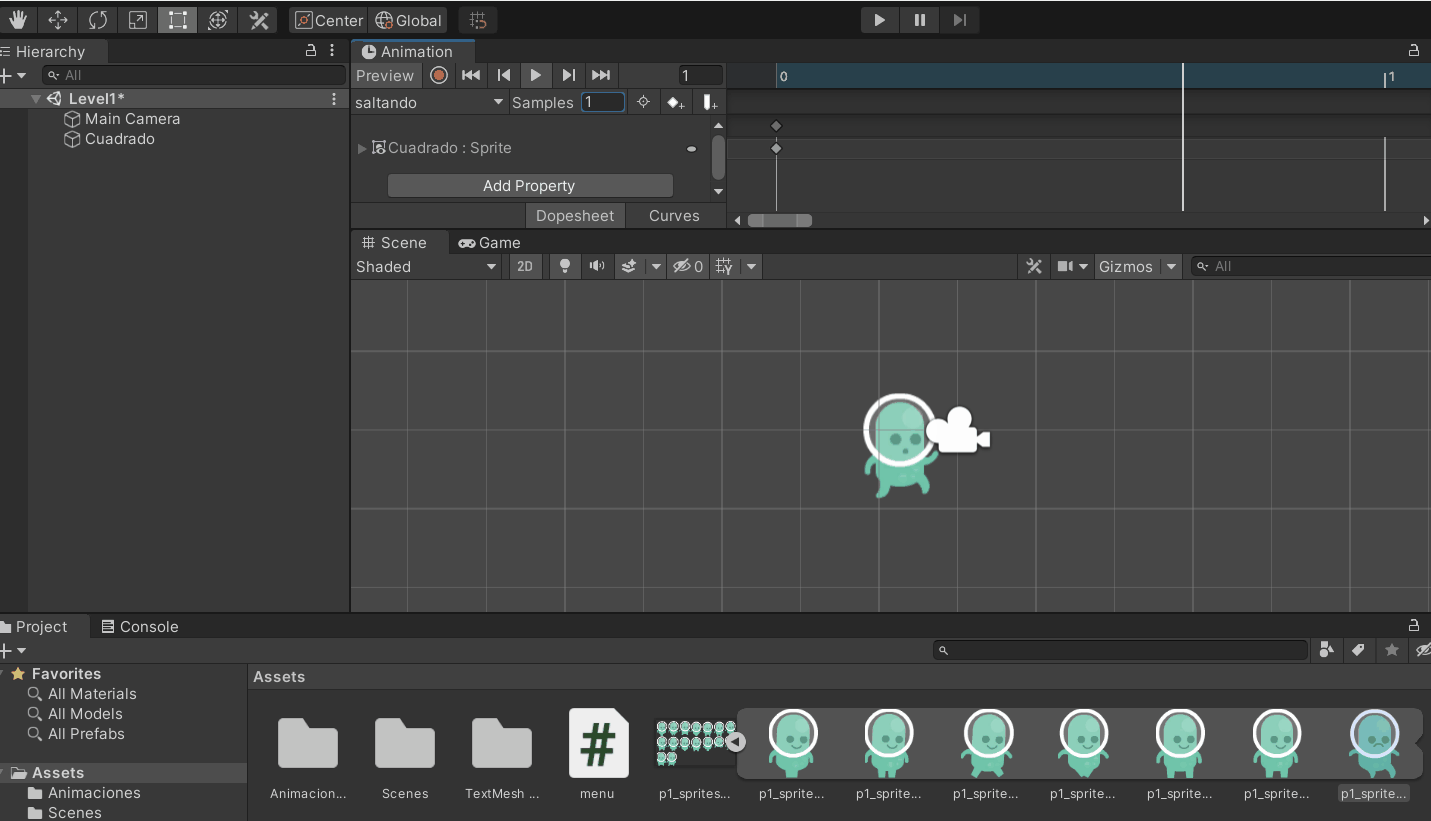 Center Global
Hierarchy
Animation
All
Preview 1
0 1
Level1*
saltando Samples 1
Main Camera
Cuadrado
Cuadrado : Sprite
Add Property
Dopesheet Curves
Scene Game
Shaded 2D 0 Gizmos All
Project Console
Favorites
Assets
All Materials
All Models
All Prefabs
Assets
Animaciones
Scenes
Animacion... Scenes TextMesh ... menu p1_sprites... p1_sprite... p1_sprite... p1_sprite... p1_sprite... p1_sprite... p1_sprite... p1_sprite...